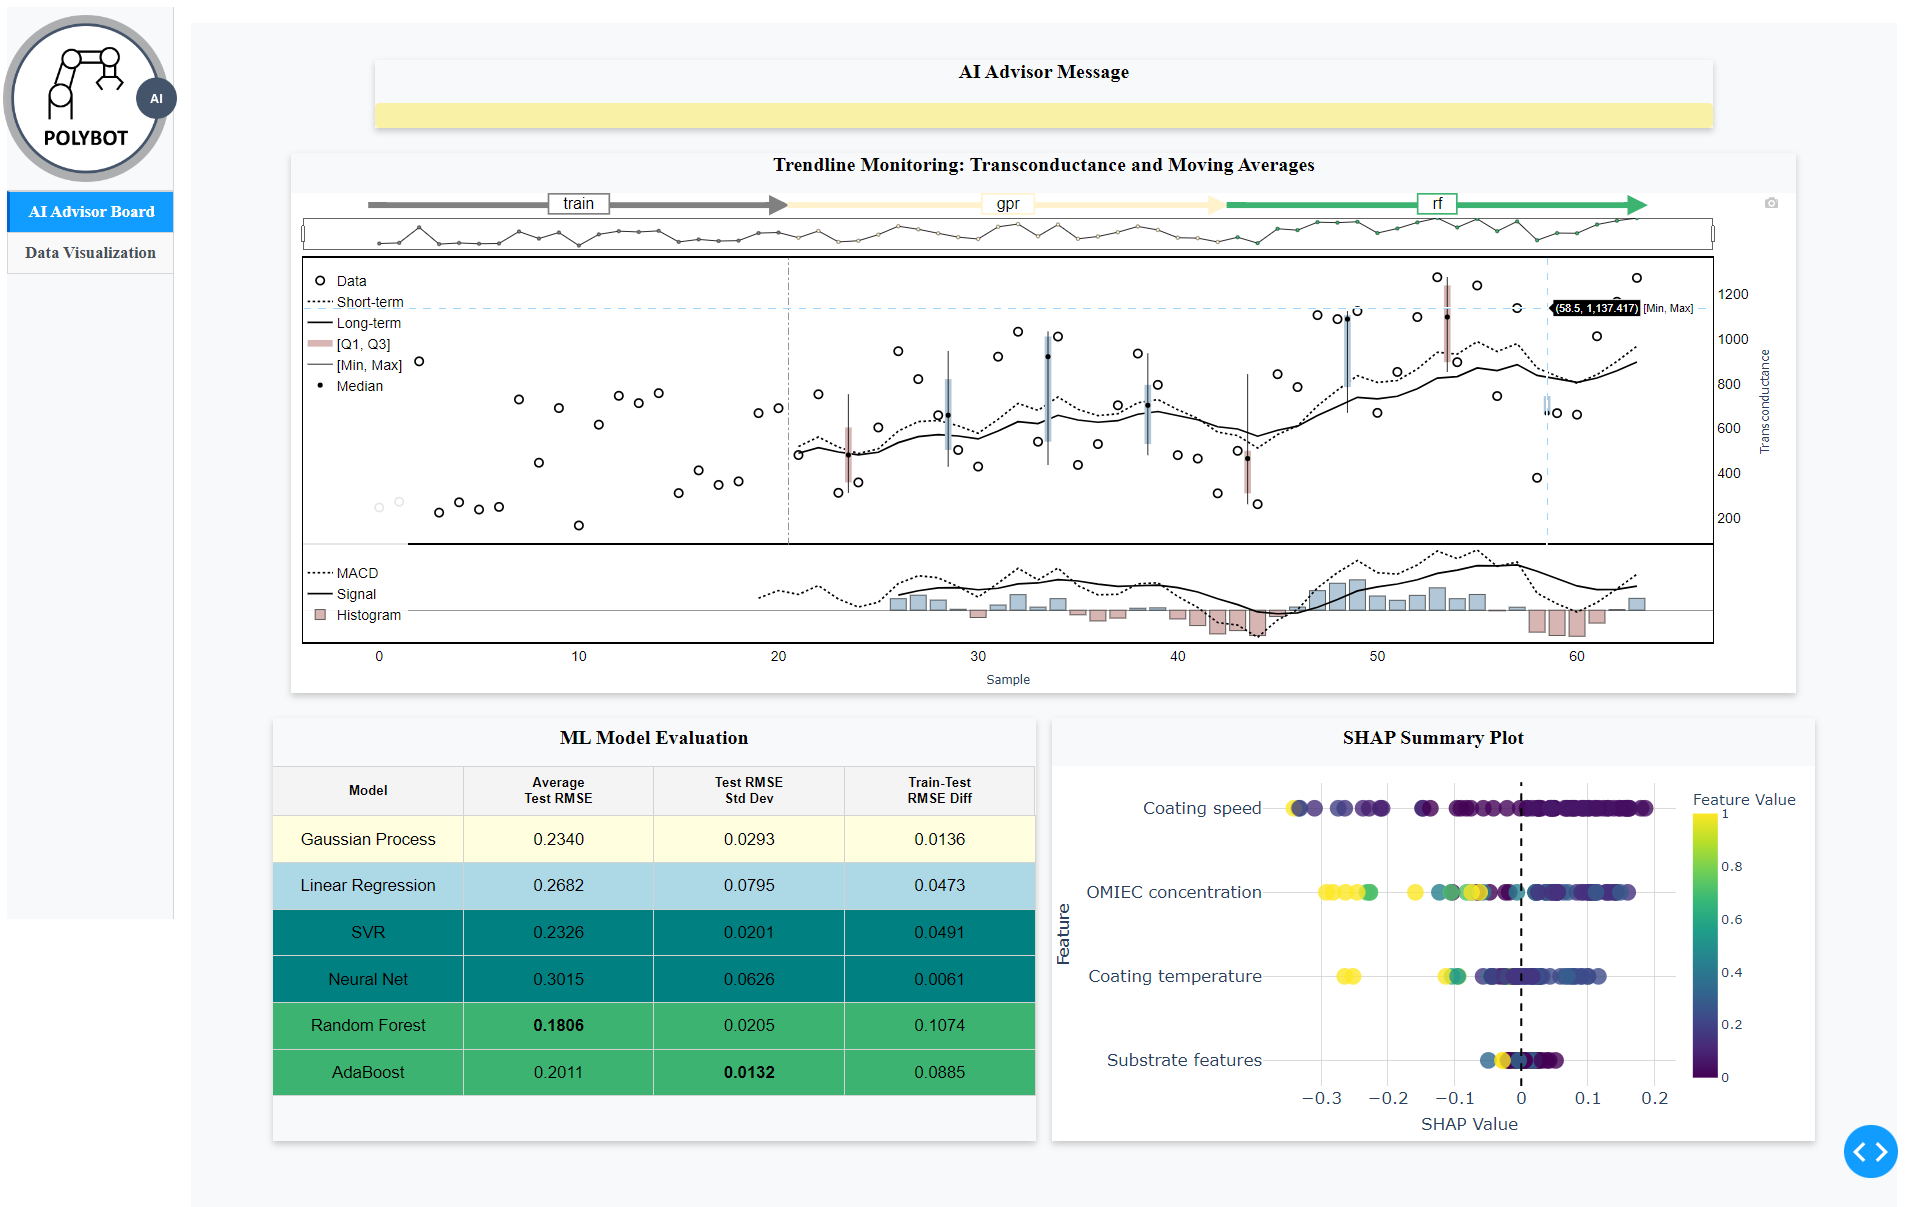 AI
POLYBOT
AI Advisor Board
Data Visualization
AI Advisor Message
Trendline Monitoring: Transconductance and Moving Averages
train
gpr
rf
Data
Short-term
Long-term
[Q1, Q3]
[Min, Max]
Median
(58.5, 1,137.417) [Min, Max]
1200
1000
800
600
400
200
Transconductance
MACD
Signal
Histogram
0 10 20 30 40 50 60
Sample
ML Model Evaluation
Model Average Test RMSE Test RMSE Std Dev Train-Test RMSE Diff
Gaussian Process 0.2340 0.0293 0.0136
Linear Regression 0.2682 0.0795 0.0473
SVR 0.2326 0.0201 0.0491
Neural Net 0.3015 0.0626 0.0061
Random Forest 0.1806 0.0205 0.1074
AdaBoost 0.2011 0.0132 0.0885
SHAP Summary Plot
Feature
Coating speed
OMIEC concentration
Coating temperature
Substrate features
−0.3 −0.2 −0.1 0 0.1 0.2
SHAP Value
Feature Value
1
0.8
0.6
0.4
0.2
0